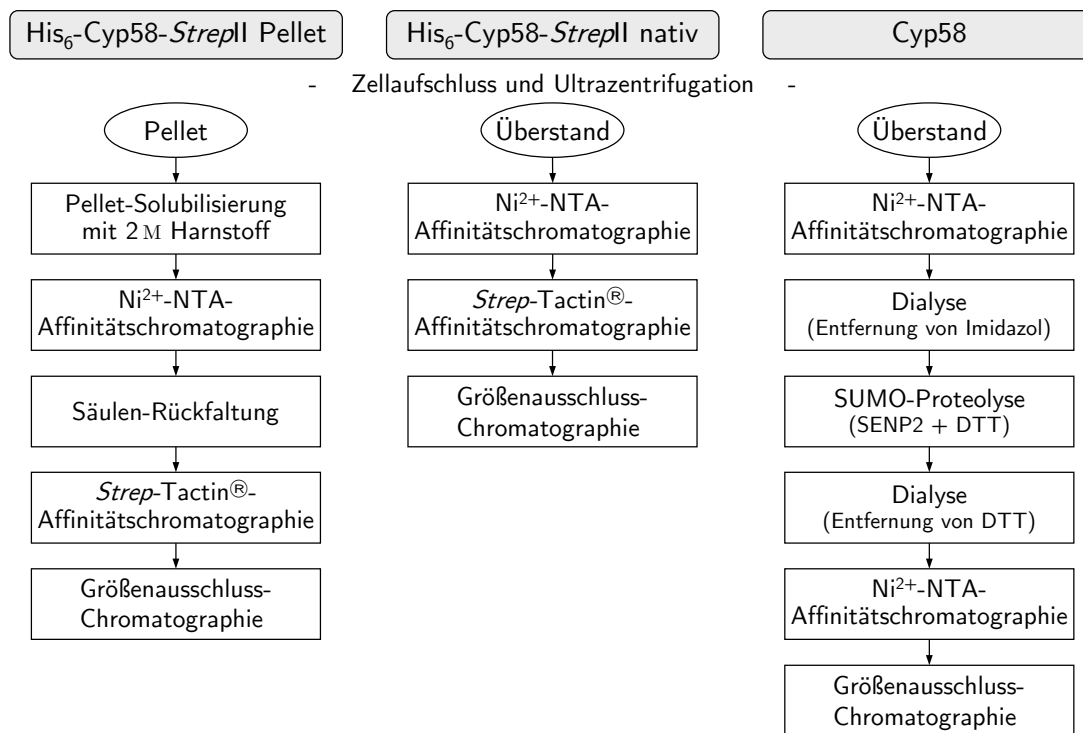 His₆-Cyp58-StrepII Pellet
His₆-Cyp58-StrepII nativ
Cyp58
- Zellaufschluss und Ultrazentrifugation -
Pellet
Pellet-Solubilisierung
mit 2 M Harnstoff
Ni²⁺-NTA-
Affinitätschromatographie
Säulen-Rückfaltung
Strep-Tactin®-
Affinitätschromatographie
Größenausschluss-
Chromatographie
Überstand
Ni²⁺-NTA-
Affinitätschromatographie
Strep-Tactin®-
Affinitätschromatographie
Größenausschluss-
Chromatographie
Überstand
Ni²⁺-NTA-
Affinitätschromatographie
Dialyse
(Entfernung von Imidazol)
SUMO-Proteolyse
(SENP2 + DTT)
Dialyse
(Entfernung von DTT)
Ni²⁺-NTA-
Affinitätschromatographie
Größenausschluss-
Chromatographie